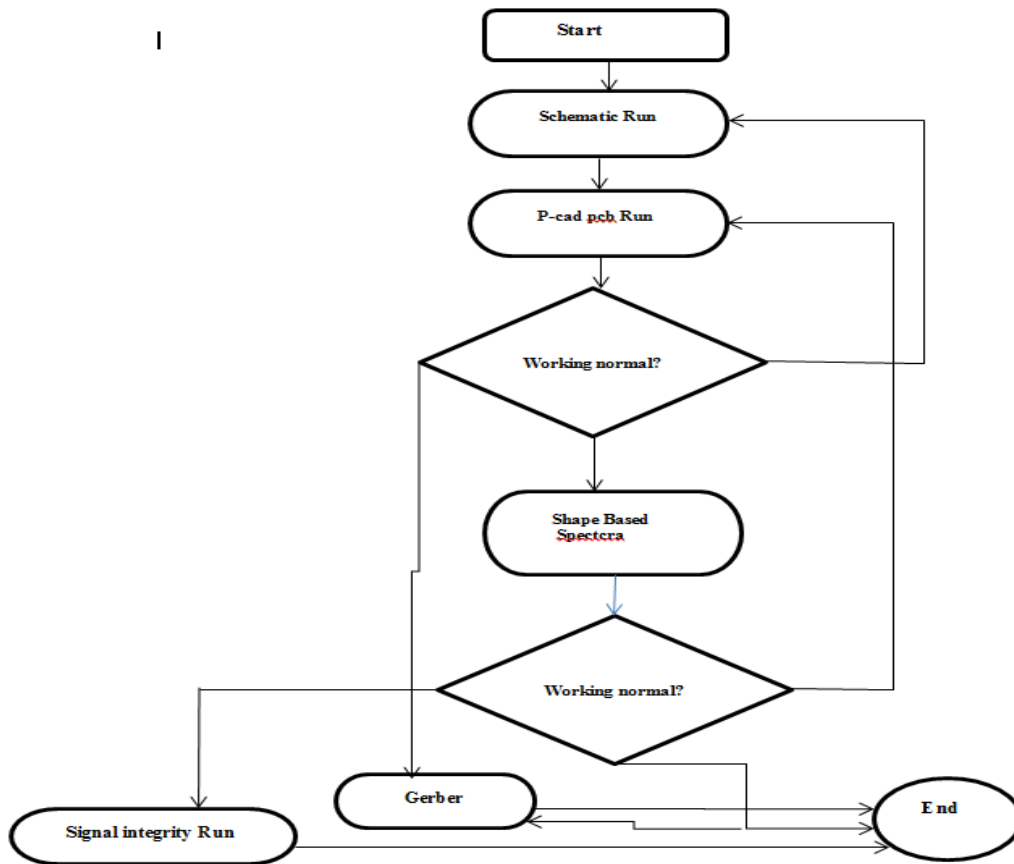 I
Start
Schematic Run
P-cad pcb Run
Working normal?
Shape Based
Spectcra
Working normal?
Gerber
End
Signal integrity Run